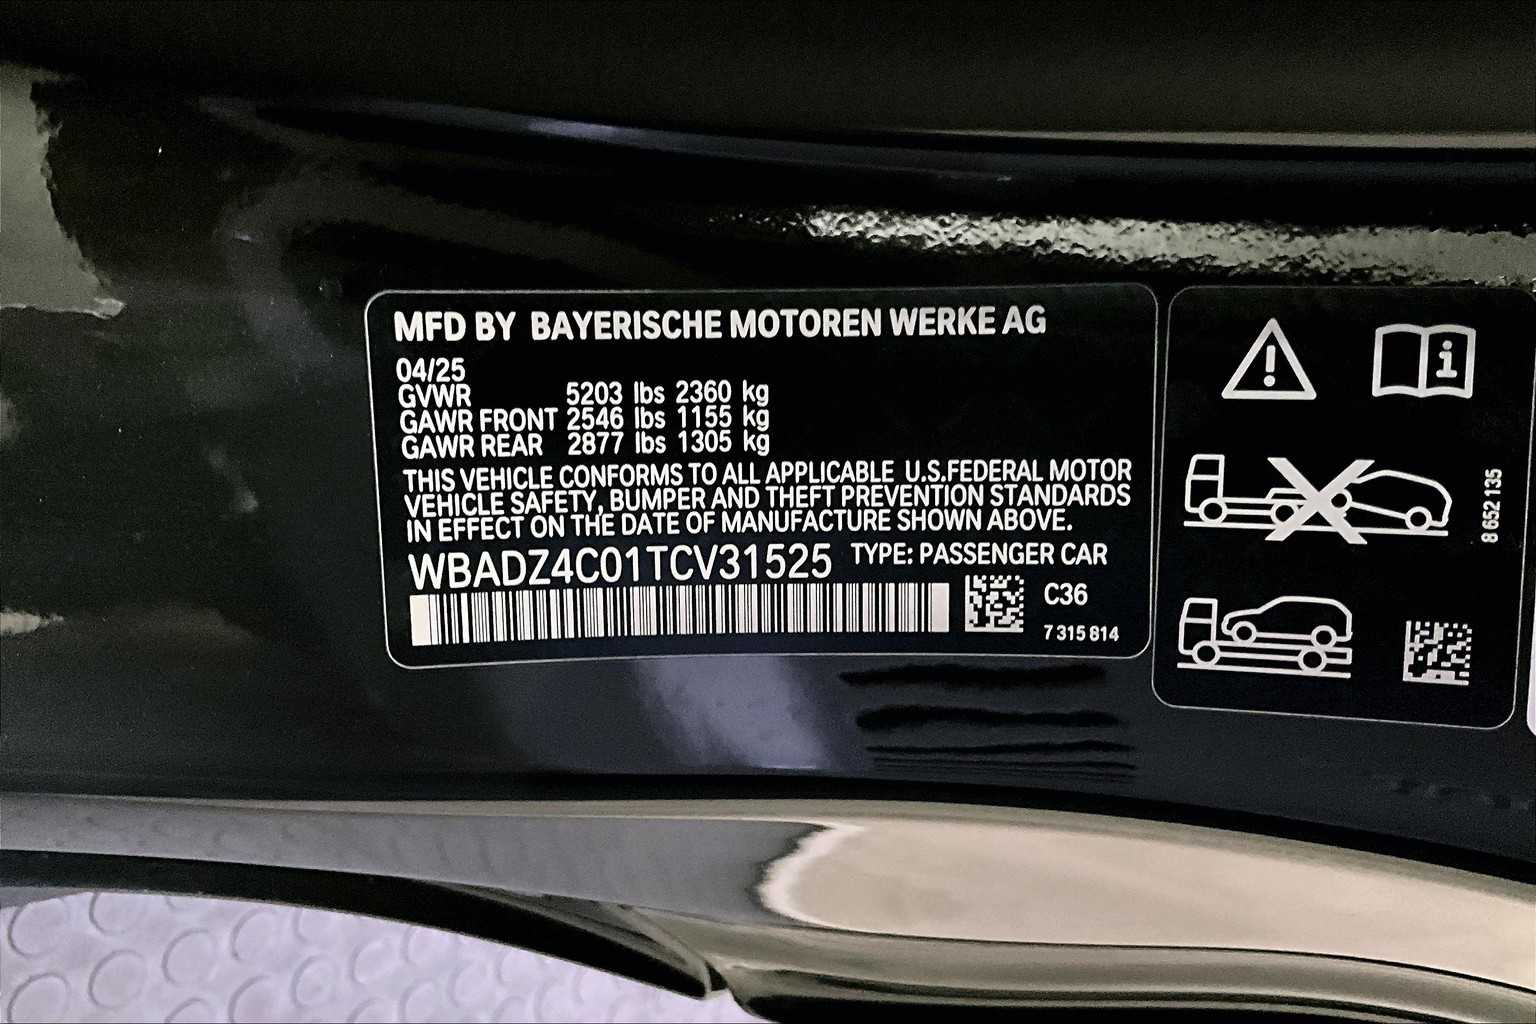 MFD BY BAYERISCHE MOTOREN WERKE AG
04/25
GVWR 5203 lbs 2360 kg
GAWR FRONT 2546 lbs 1155 kg
GAWR REAR 2877 lbs 1305 kg
THIS VEHICLE CONFORMS TO ALL APPLICABLE U.S.FEDERAL MOTOR
VEHICLE SAFETY, BUMPER AND THEFT PREVENTION STANDARDS
IN EFFECT ON THE DATE OF MANUFACTURE SHOWN ABOVE.
WBADZ4C01TCV31525 TYPE: PASSENGER CAR
C36
7 315 814
8 652 135